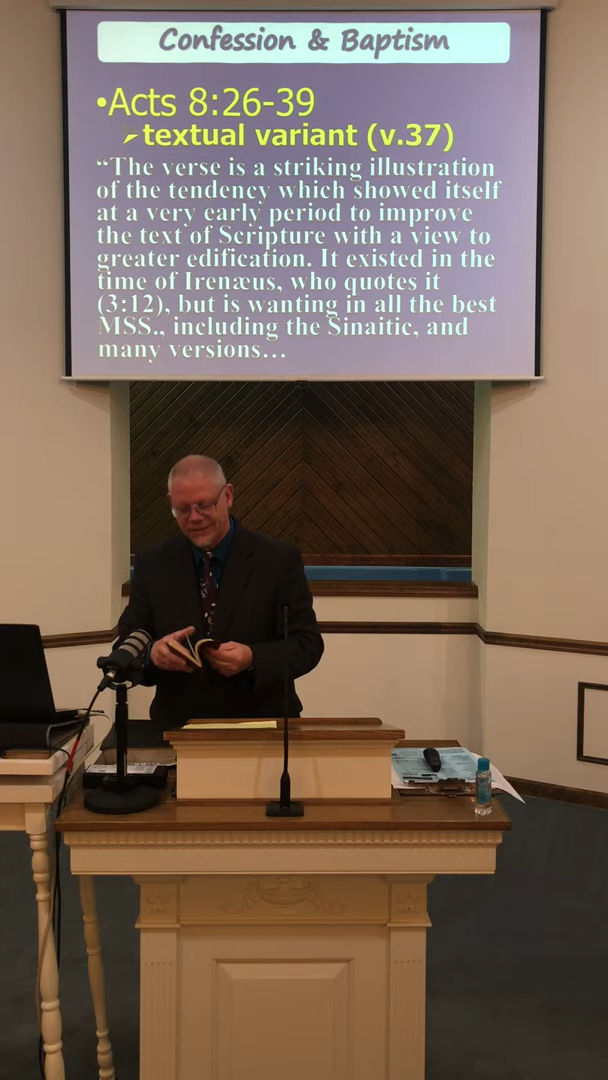 Confession & Baptism
•Acts 8:26-39
➢textual variant (v.37)
“The verse is a striking illustration
of the tendency which showed itself
at a very early period to improve
the text of Scripture with a view to
greater edification. It existed in the
time of Irenæus, who quotes it
(3:12), but is wanting in all the best
MSS., including the Sinaitic, and
many versions…